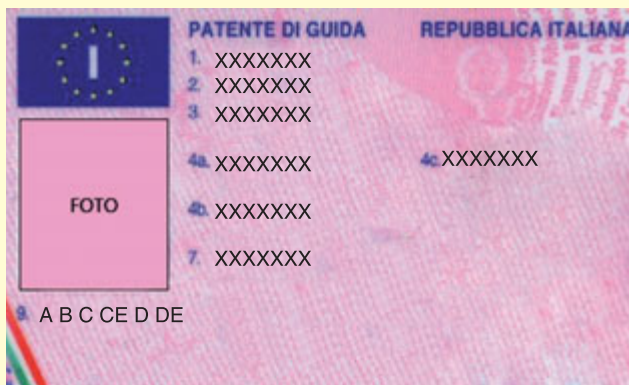 I
PATENTE DI GUIDA REPUBBLICA ITALIANA
1. XXXXXXX
2. XXXXXXX
3. XXXXXXX
4a. XXXXXXX 4c. XXXXXXX
FOTO
4b. XXXXXXX
7. XXXXXXX
9. A B C CE D DE